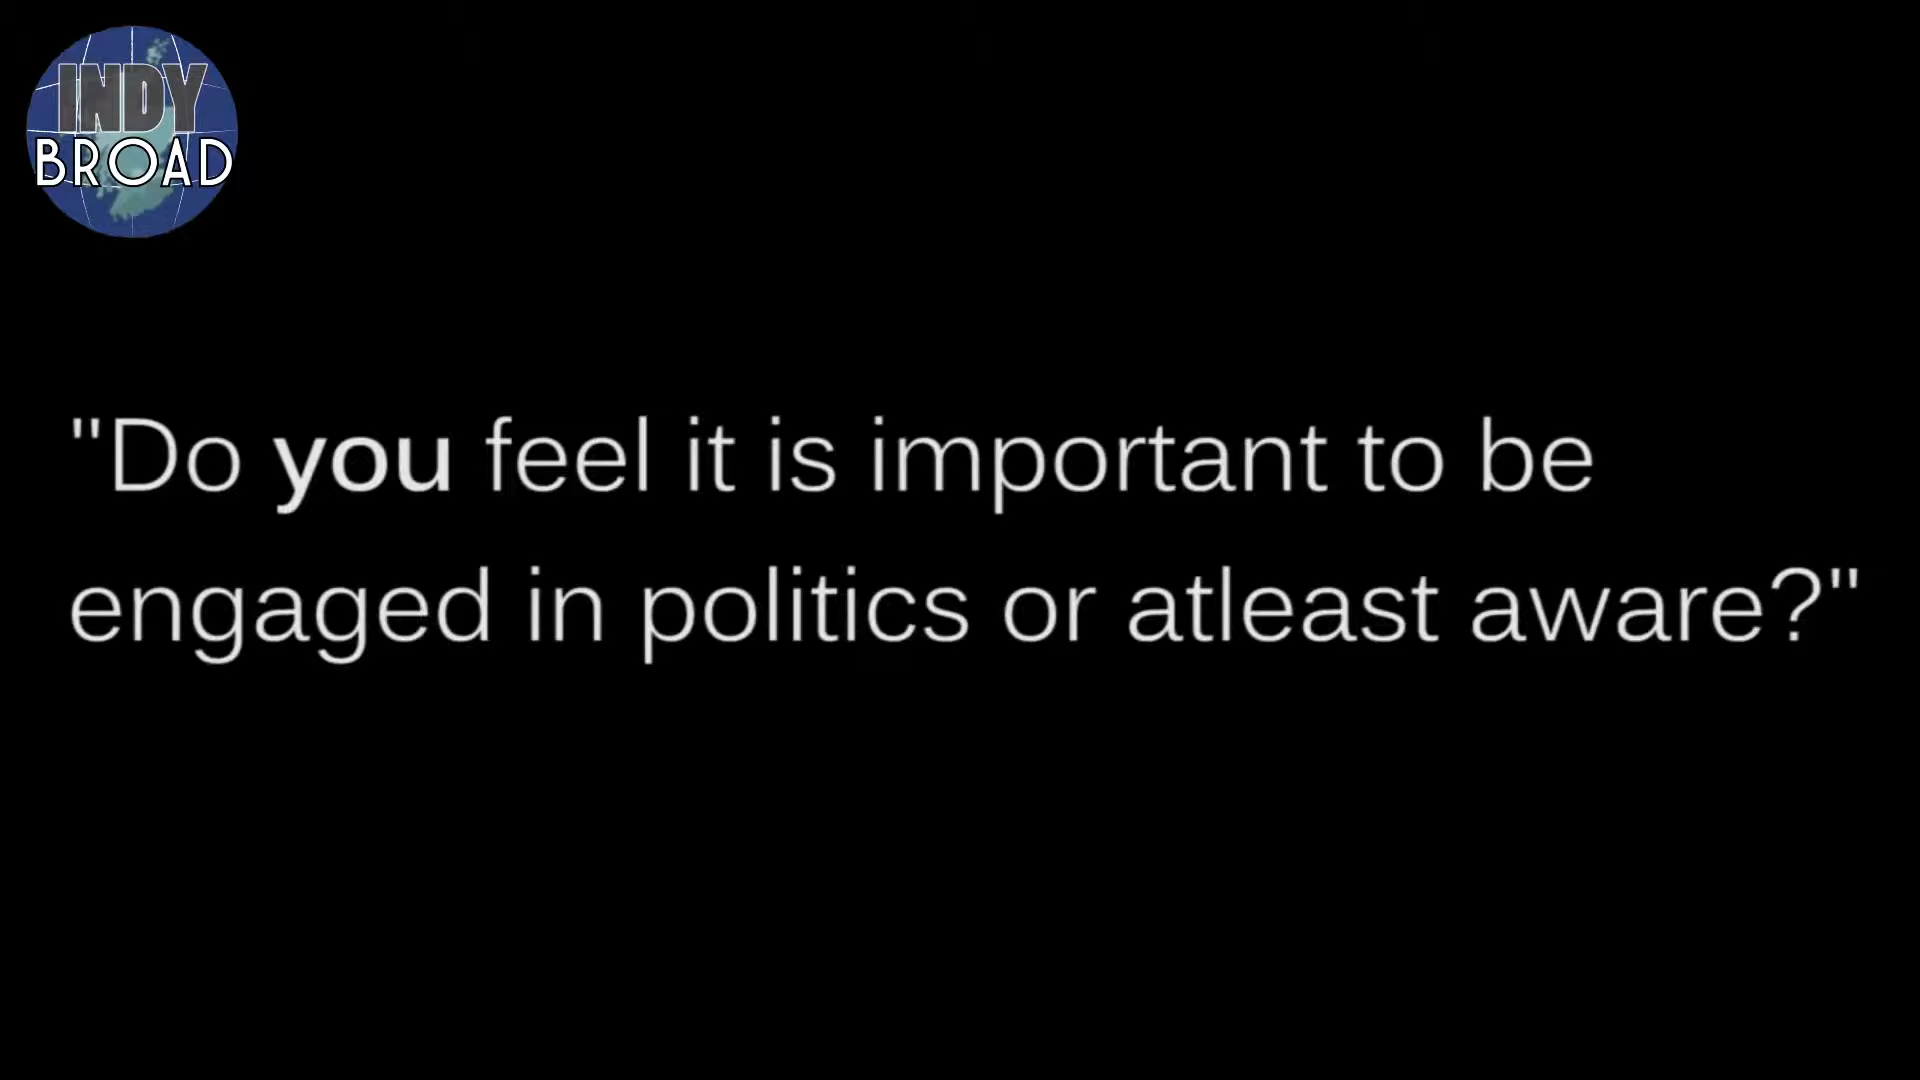 INDY
BROAD
"Do you feel it is important to be
engaged in politics or atleast aware?"